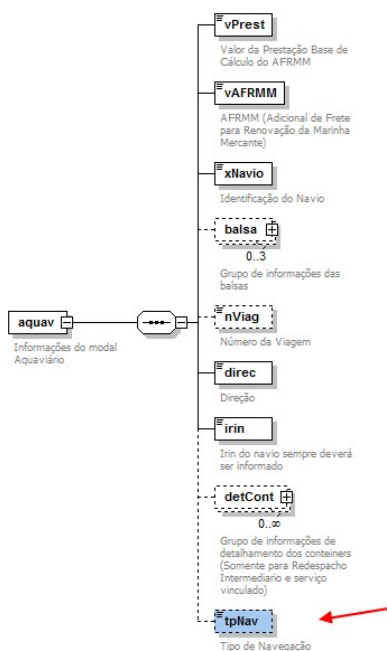 vPrest
Valor da Prestação Base de
Cálculo do AFRMM
vAFRMM
AFRMM (Adicional de Frete
para Renovação da Marinha
Mercante)
xNavio
Identificação do Navio
balsa
0..3
Grupo de informações das
balsas
aquav
Informações do modal
Aquaviário
nViag
Número da Viagem
direc
Direção
irin
Irin do navio sempre deverá
ser informado
detCont
0..∞
Grupo de informações de
detalhamento dos conteiners
(Somente para Redespacho
Intermediario e serviço
vinculado)
tpNav
Tipo de Navegação